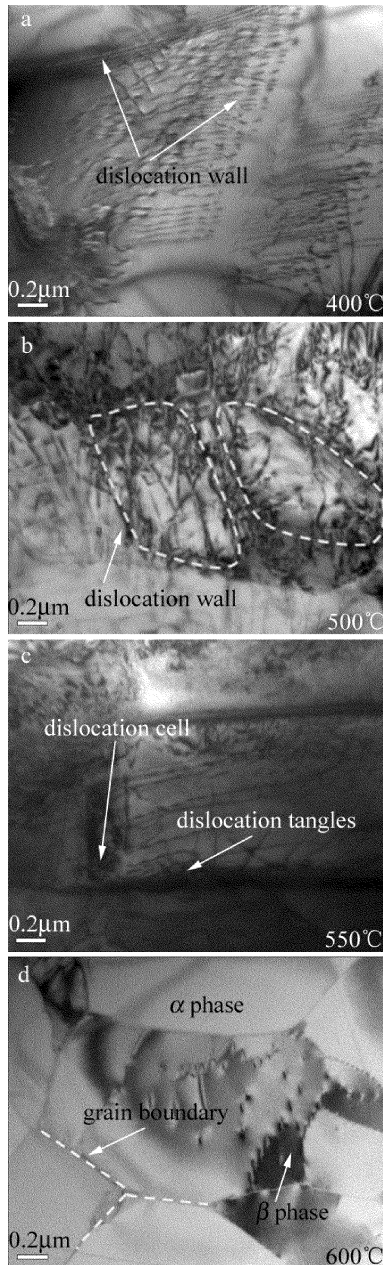 a
dislocation wall
0.2μm
400℃
b
dislocation wall
0.2μm
500℃
c
dislocation cell
dislocation tangles
0.2μm
550℃
d
α phase
grain boundary
β phase
0.2μm
600℃